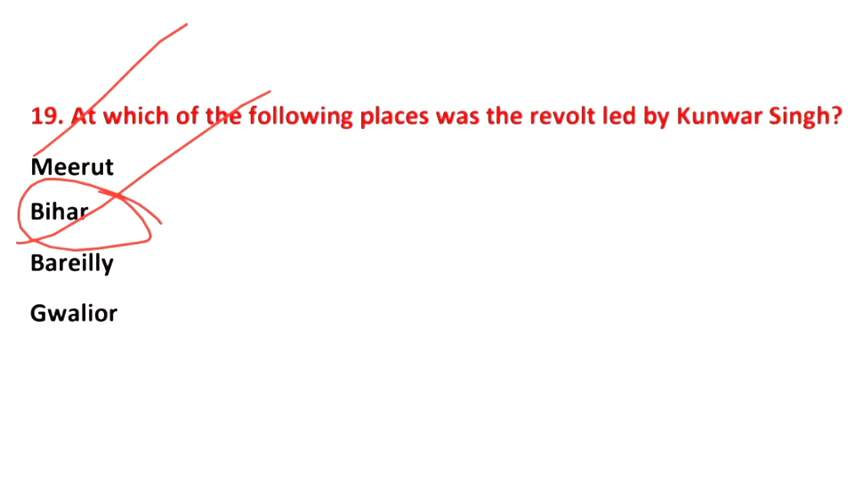 19. At which of the following places was the revolt led by Kunwar Singh?
Meerut
Bihar
Bareilly
Gwalior